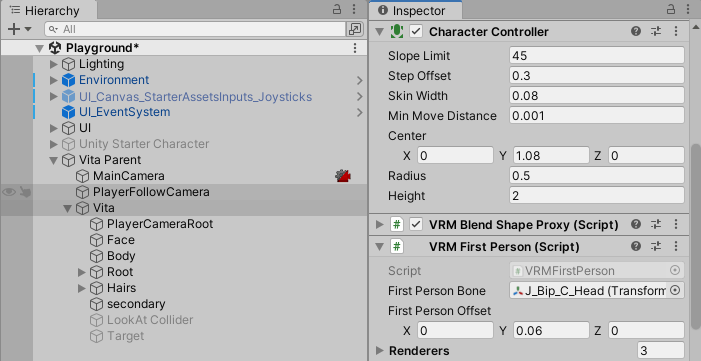 Hierarchy
All
Playground*
Lighting
Environment
UI_Canvas_StarterAssetsInputs_Joysticks
UI_EventSystem
UI
Unity Starter Character
Vita Parent
MainCamera
PlayerFollowCamera
Vita
PlayerCameraRoot
Face
Body
Root
Hairs
secondary
LookAt Collider
Target
Inspector
Character Controller
Slope Limit 45
Step Offset 0.3
Skin Width 0.08
Min Move Distance 0.001
Center
X 0 Y 1.08 Z 0
Radius 0.5
Height 2
# VRM Blend Shape Proxy (Script)
# VRM First Person (Script)
Script # VRMFirstPerson
First Person Bone J_Bip_C_Head (Transform
First Person Offset
X 0 Y 0.06 Z 0
Renderers 3